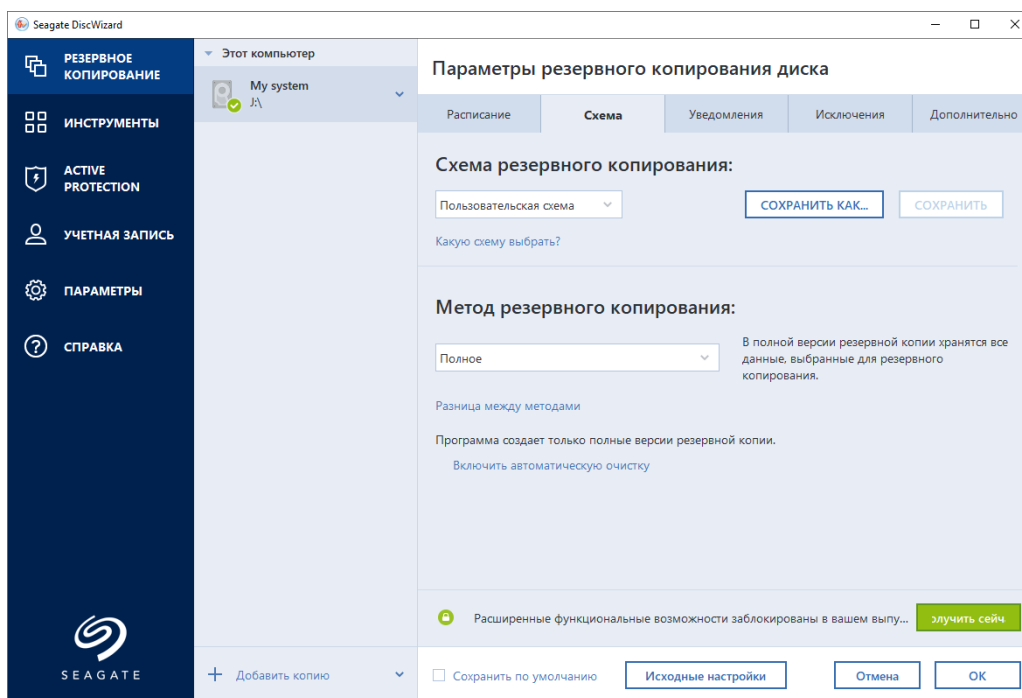 Seagate DiscWizard
РЕЗЕРВНОЕ
КОПИРОВАНИЕ
ИНСТРУМЕНТЫ
ACTIVE
PROTECTION
УЧЕТНАЯ ЗАПИСЬ
ПАРАМЕТРЫ
СПРАВКА
SEAGATE
Этот компьютер
My system
J:\
Добавить копию
Параметры резервного копирования диска
Расписание
Схема
Уведомления
Исключения
Дополнительно
Схема резервного копирования:
Пользовательская схема
СОХРАНИТЬ КАК...
СОХРАНИТЬ
Какую схему выбрать?
Метод резервного копирования:
Полное
В полной версии резервной копии хранятся все
данные, выбранные для резервного
копирования.
Разница между методами
Программа создает только полные версии резервной копии.
Включить автоматическую очистку
Расширенные функциональные возможности заблокированы в вашем выпу...
олучить сейч
Сохранить по умолчанию
Исходные настройки
Отмена
ОК